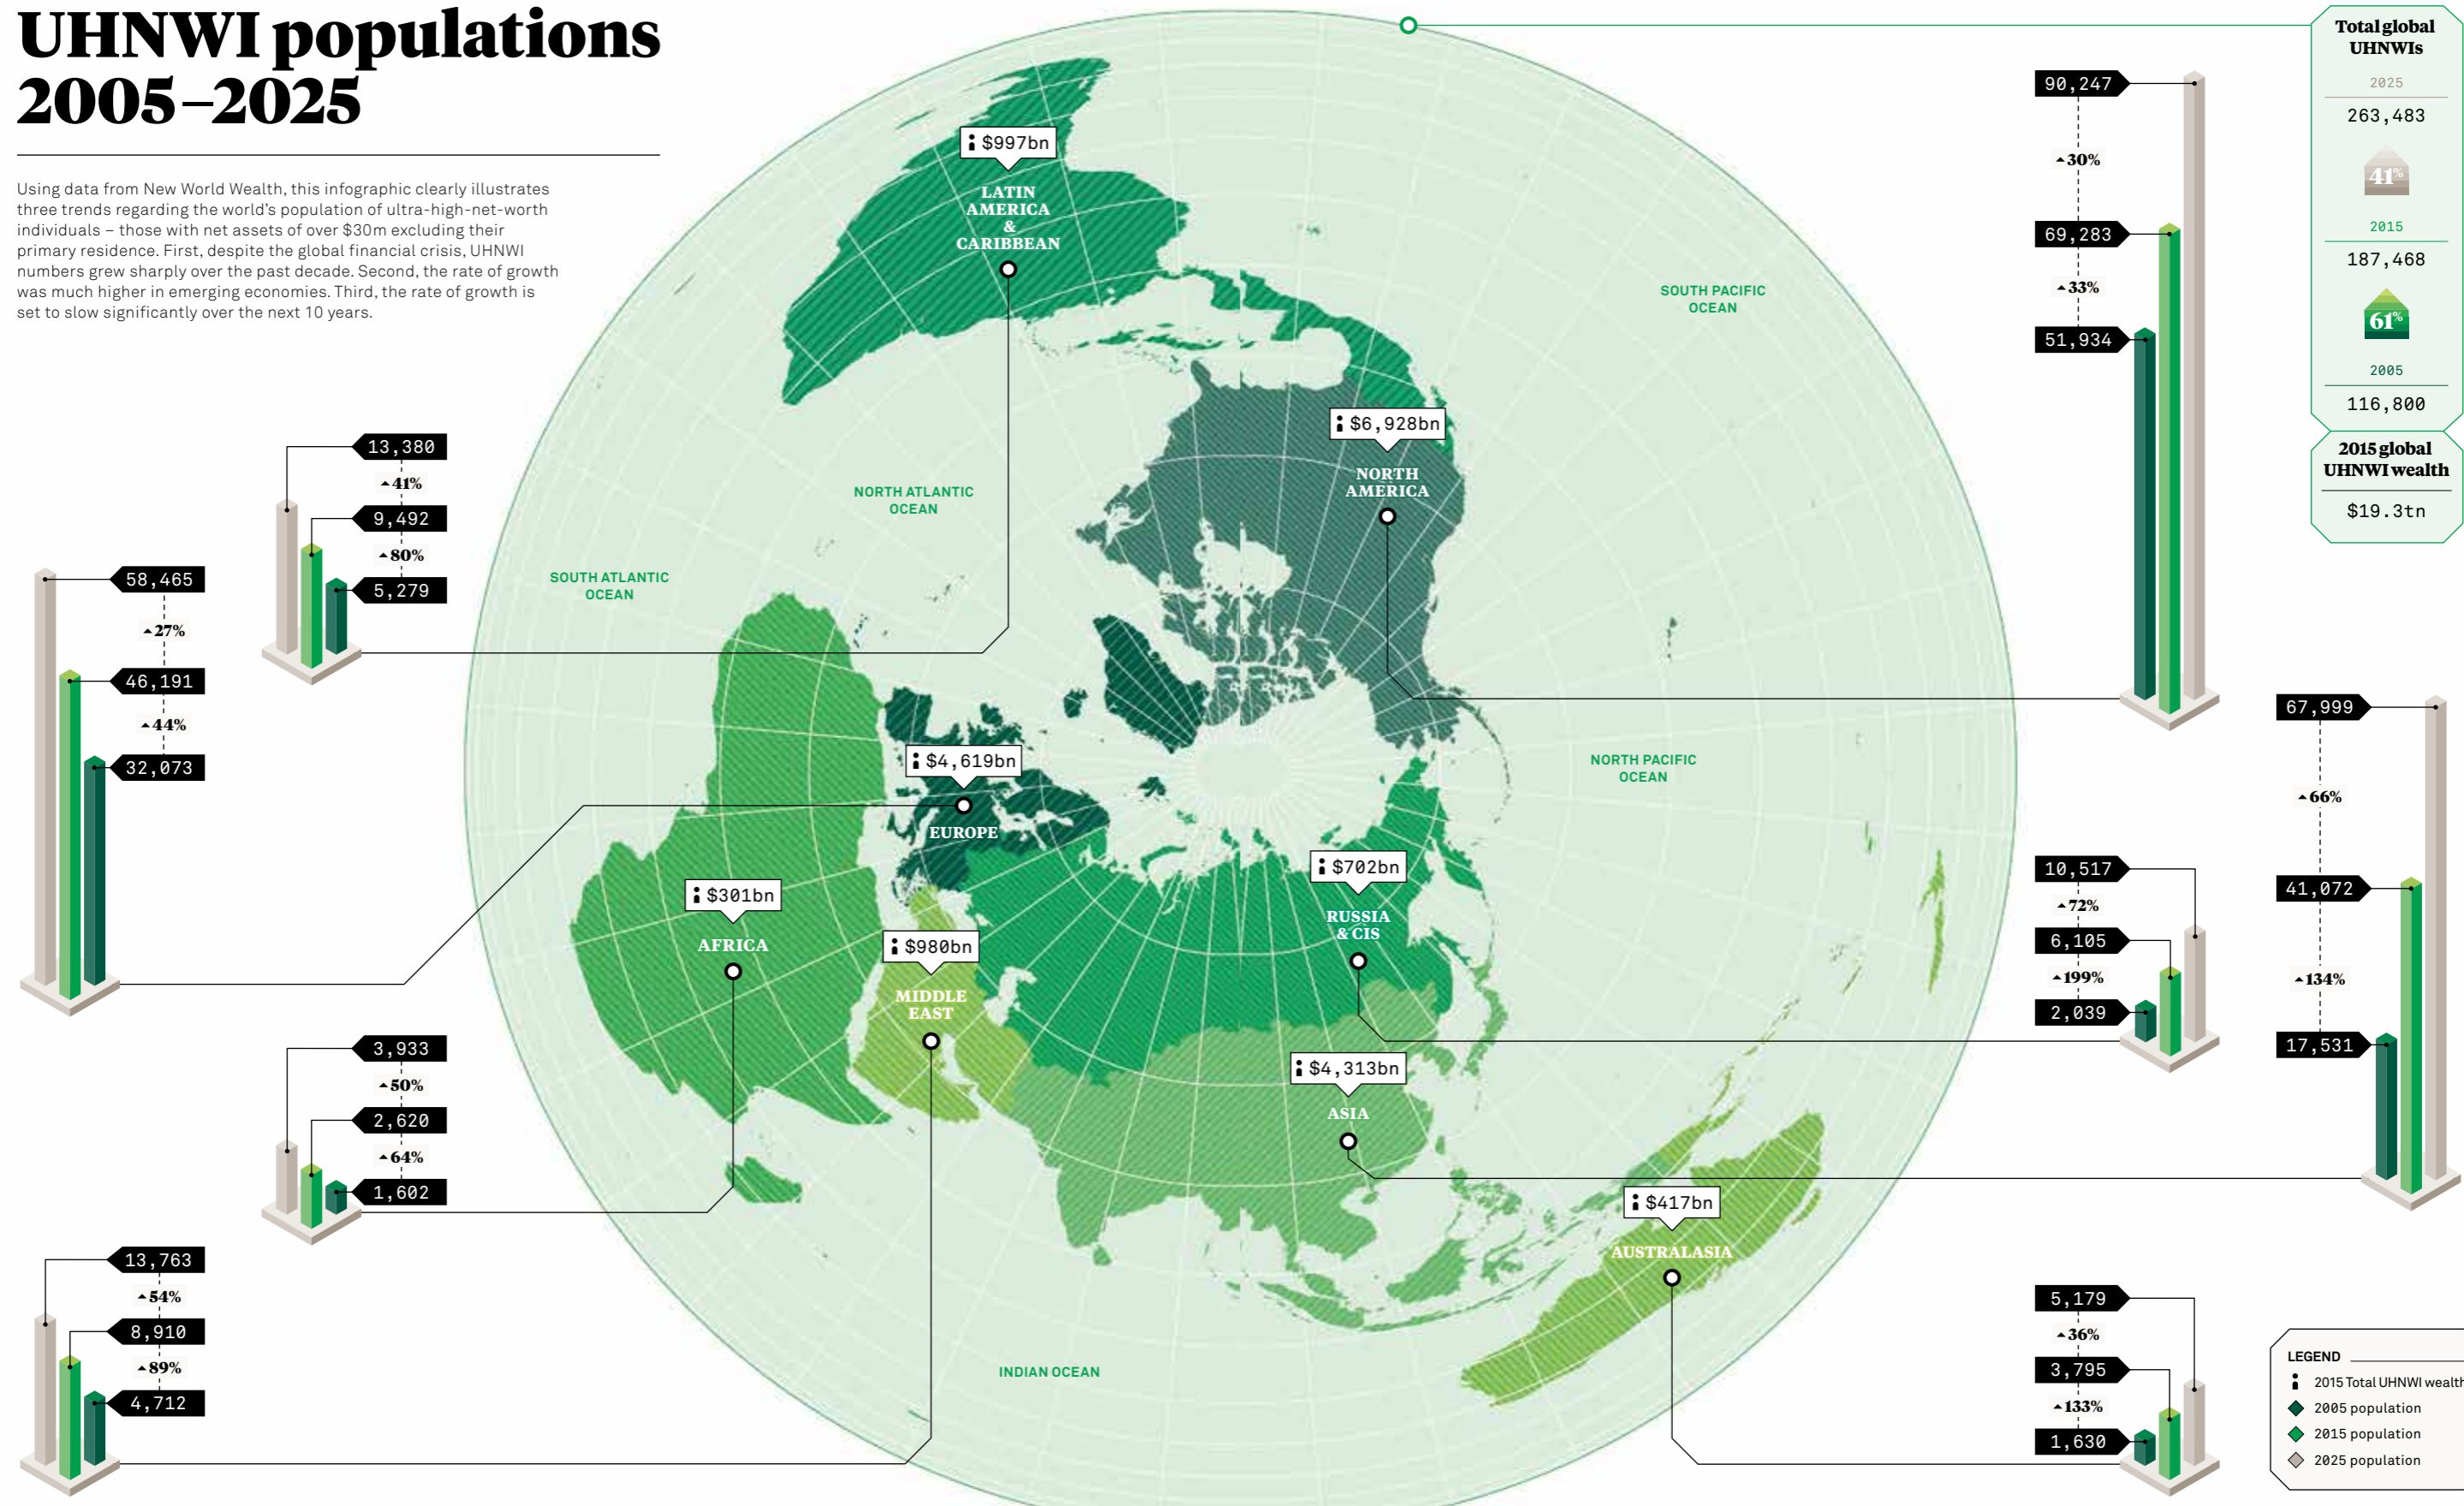 UHNWI populations
2005–2025
Using data from New World Wealth, this infographic clearly illustrates
three trends regarding the world's population of ultra-high-net-worth
individuals – those with net assets of over $30m excluding their
primary residence. First, despite the global financial crisis, UHNWI
numbers grew sharply over the past decade. Second, the rate of growth
was much higher in emerging economies. Third, the rate of growth is
set to slow significantly over the next 10 years.
Total global
UHNWIs
2025
263,483
41%
2015
187,468
61%
2005
116,800
2015 global
UHNWI wealth
$19.3tn
90,247
30%
69,283
33%
51,934
$997bn
LATIN
AMERICA
&
CARIBBEAN
SOUTH PACIFIC
OCEAN
$6,928bn
NORTH
AMERICA
NORTH ATLANTIC
OCEAN
SOUTH ATLANTIC
OCEAN
13,380
41%
9,492
80%
5,279
58,465
27%
46,191
44%
32,073
$4,619bn
EUROPE
NORTH PACIFIC
OCEAN
67,999
66%
41,072
134%
17,531
10,517
72%
6,105
199%
2,039
$702bn
RUSSIA
& CIS
$301bn
AFRICA
$980bn
MIDDLE
EAST
3,933
50%
2,620
64%
1,602
$4,313bn
ASIA
$417bn
AUSTRALASIA
13,763
54%
8,910
89%
4,712
INDIAN OCEAN
5,179
36%
3,795
133%
1,630
LEGEND
2015 Total UHNWI wealth
2005 population
2015 population
2025 population